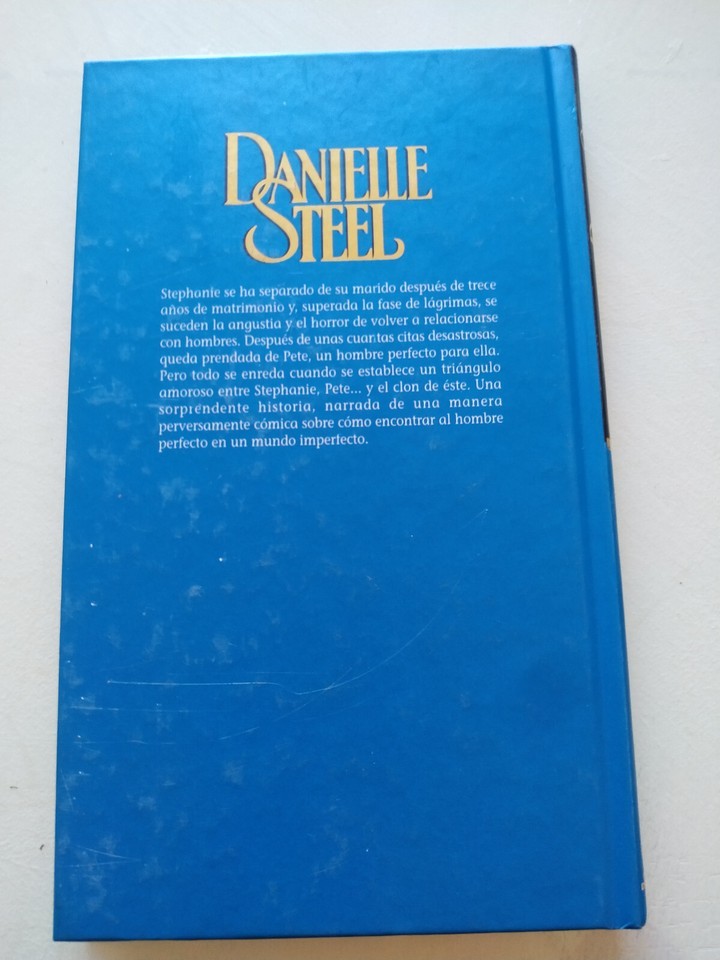 DANIELLE
STEEL
Stephanie se ha separado de su marido después de trece
años de matrimonio y, superada la fase de lágrimas, se
suceden la angustia y el horror de volver a relacionarse
con hombres. Después de unas cuantas citas desastrosas,
queda prendada de Pete, un hombre perfecto para ella.
Pero todo se enreda cuando se establece un triángulo
amoroso entre Stephanie, Pete... y el clon de éste. Una
sorprendente historia, narrada de una manera
perversamente cómica sobre cómo encontrar al hombre
perfecto en un mundo imperfecto.